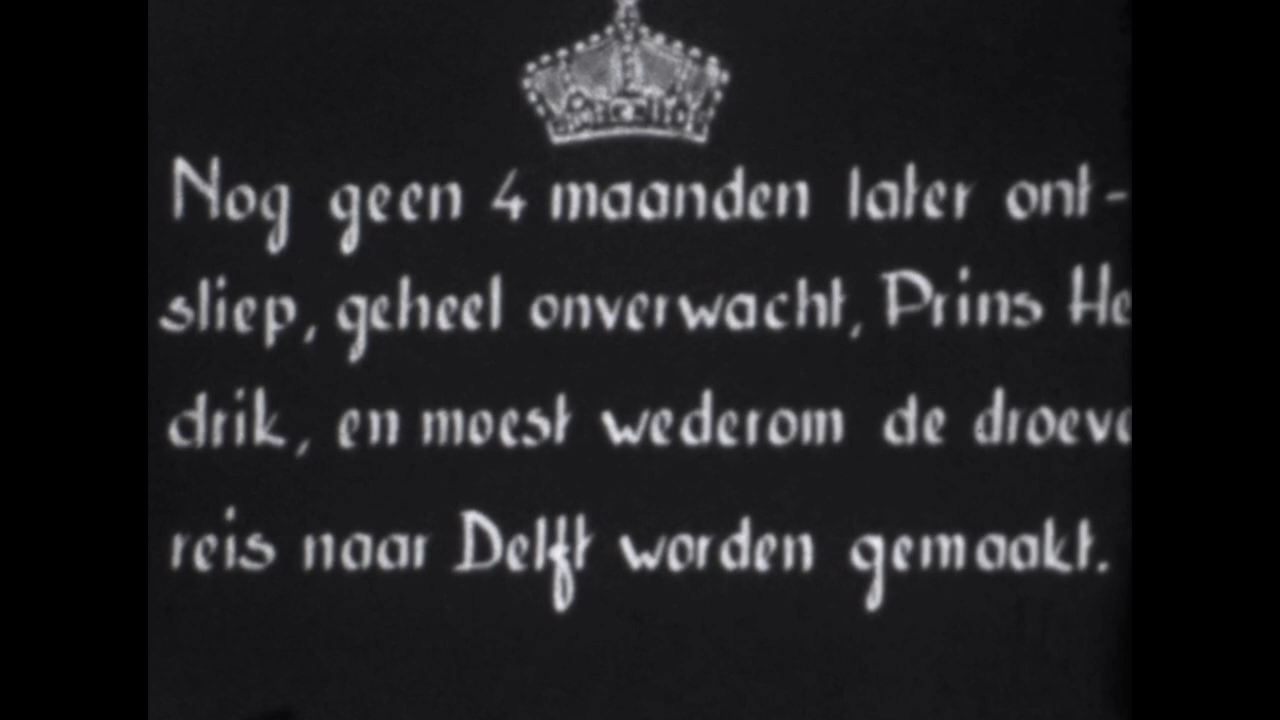 Nog geen 4 maanden later ont-
sliep, geheel onverwacht, Prins He
drik, en moest wederom de droeve
reis naar Delft worden gemaakt.